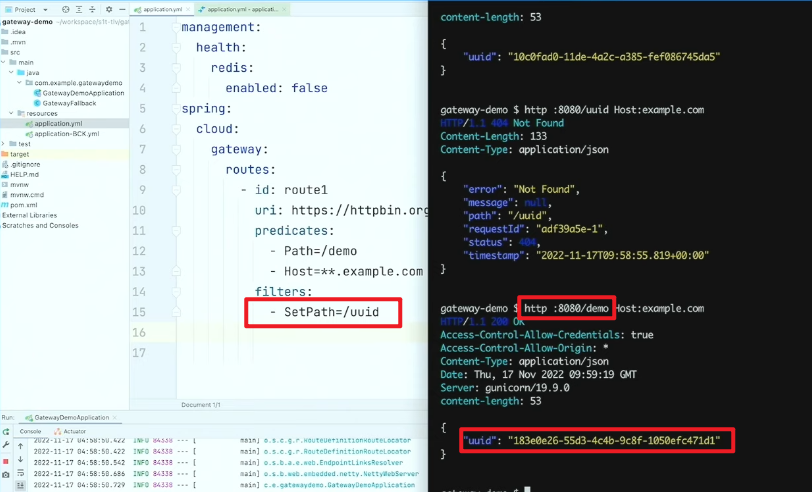 Project
gateway-demo ~/workspaces/s1t-tlv/gat
.idea
.mvn
src
main
java
com.example.gatewaydemo
GatewayDemoApplication
GatewayFallback
resources
application.yml
application-BCK.yml
test
target
.gitignore
HELP.md
mvnw
mvnw.cmd
pom.xml
External Libraries
Scratches and Consoles
application.yml
application.yml - applicati...
1 management:
2 health:
3 redis:
4 enabled: false
5 spring:
6 cloud:
7 gateway:
8 routes:
9 - id: route1
10 uri: https://httpbin.org
11 predicates:
12 - Path=/demo
13 - Host=**.example.com
14 filters:
15 - SetPath=/uuid
16
17
Document 1/1
Run: GatewayDemoApplication
Console Actuator
2022-11-17 04:58:50.422 INFO 84338 --- [ main] o.s.c.g.r.RouteDefinitionRouteLocator
2022-11-17 04:58:50.422 INFO 84338 --- [ main] o.s.c.g.r.RouteDefinitionRouteLocator
2022-11-17 04:58:50.542 INFO 84338 --- [ main] o.s.b.a.e.web.EndpointLinksResolver
2022-11-17 04:58:50.686 INFO 84338 --- [ main] o.s.b.web.embedded.netty.NettyWebServer
2022-11-17 04:58:50.729 INFO 84338 --- [ main] c.e.gatewaydemo.GatewayDemoApplication
content-length: 53
{
"uuid": "10c0fad0-11de-4a2c-a385-fef086745da5"
}
gateway-demo $ http :8080/uuid Host:example.com
HTTP/1.1 404 Not Found
Content-Length: 133
Content-Type: application/json
{
"error": "Not Found",
"message": null,
"path": "/uuid",
"requestId": "adf39a5e-1",
"status": 404,
"timestamp": "2022-11-17T09:58:55.819+00:00"
}
gateway-demo $ http :8080/demo Host:example.com
HTTP/1.1 200 OK
Access-Control-Allow-Credentials: true
Access-Control-Allow-Origin: *
Content-Type: application/json
Date: Thu, 17 Nov 2022 09:59:19 GMT
Server: gunicorn/19.9.0
content-length: 53
{
"uuid": "183e0e26-55d3-4c4b-9c8f-1050efc471d1"
}
gateway-demo $